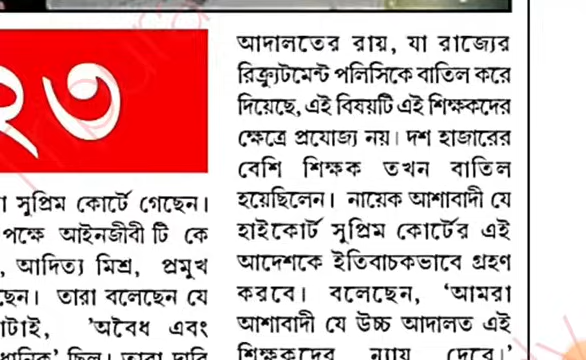 ২৩
সুপ্রিম কোর্টে গেছেন।
পক্ষে আইনজীবী টি কে
, আদিত্য মিশ্র, প্রমুখ
ছেন। তারা বলেছেন যে
টাই, 'অবৈধ এবং
ছিল। তারা দাবি
আদালতের রায়, যা রাজ্যের
রিক্রুটমেন্ট পলিসিকে বাতিল করে
দিয়েছে, এই বিষয়টি এই শিক্ষকদের
ক্ষেত্রে প্রযোজ্য নয়। দশ হাজারের
বেশি শিক্ষক তখন বাতিল
হয়েছিলেন। নায়েক আশাবাদী যে
হাইকোর্ট সুপ্রিম কোর্টের এই
আদেশকে ইতিবাচকভাবে গ্রহণ
করবে। বলেছেন, 'আমরা
আশাবাদী যে উচ্চ আদালত এই
শিক্ষকদের ন্যায় দেবে।'